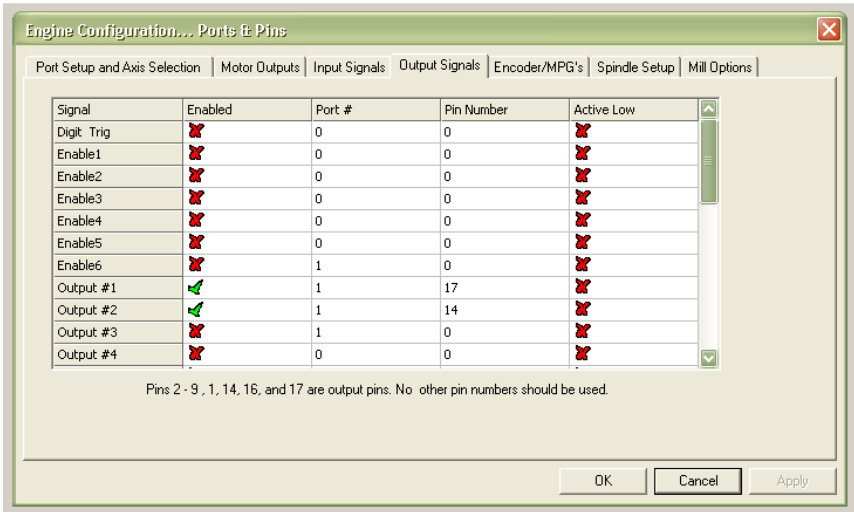 Engine Configuration... Ports & Pins
Port Setup and Axis Selection Motor Outputs Input Signals Output Signals Encoder/MPG's Spindle Setup Mill Options
Signal Enabled Port # Pin Number Active Low
Digit Trig 0 0
Enable1 0 0
Enable2 0 0
Enable3 0 0
Enable4 0 0
Enable5 0 0
Enable6 1 0
Output #1 1 17
Output #2 1 14
Output #3 1 0
Output #4 0 0
Pins 2 - 9 , 1, 14, 16, and 17 are output pins. No other pin numbers should be used.
OK Cancel Apply